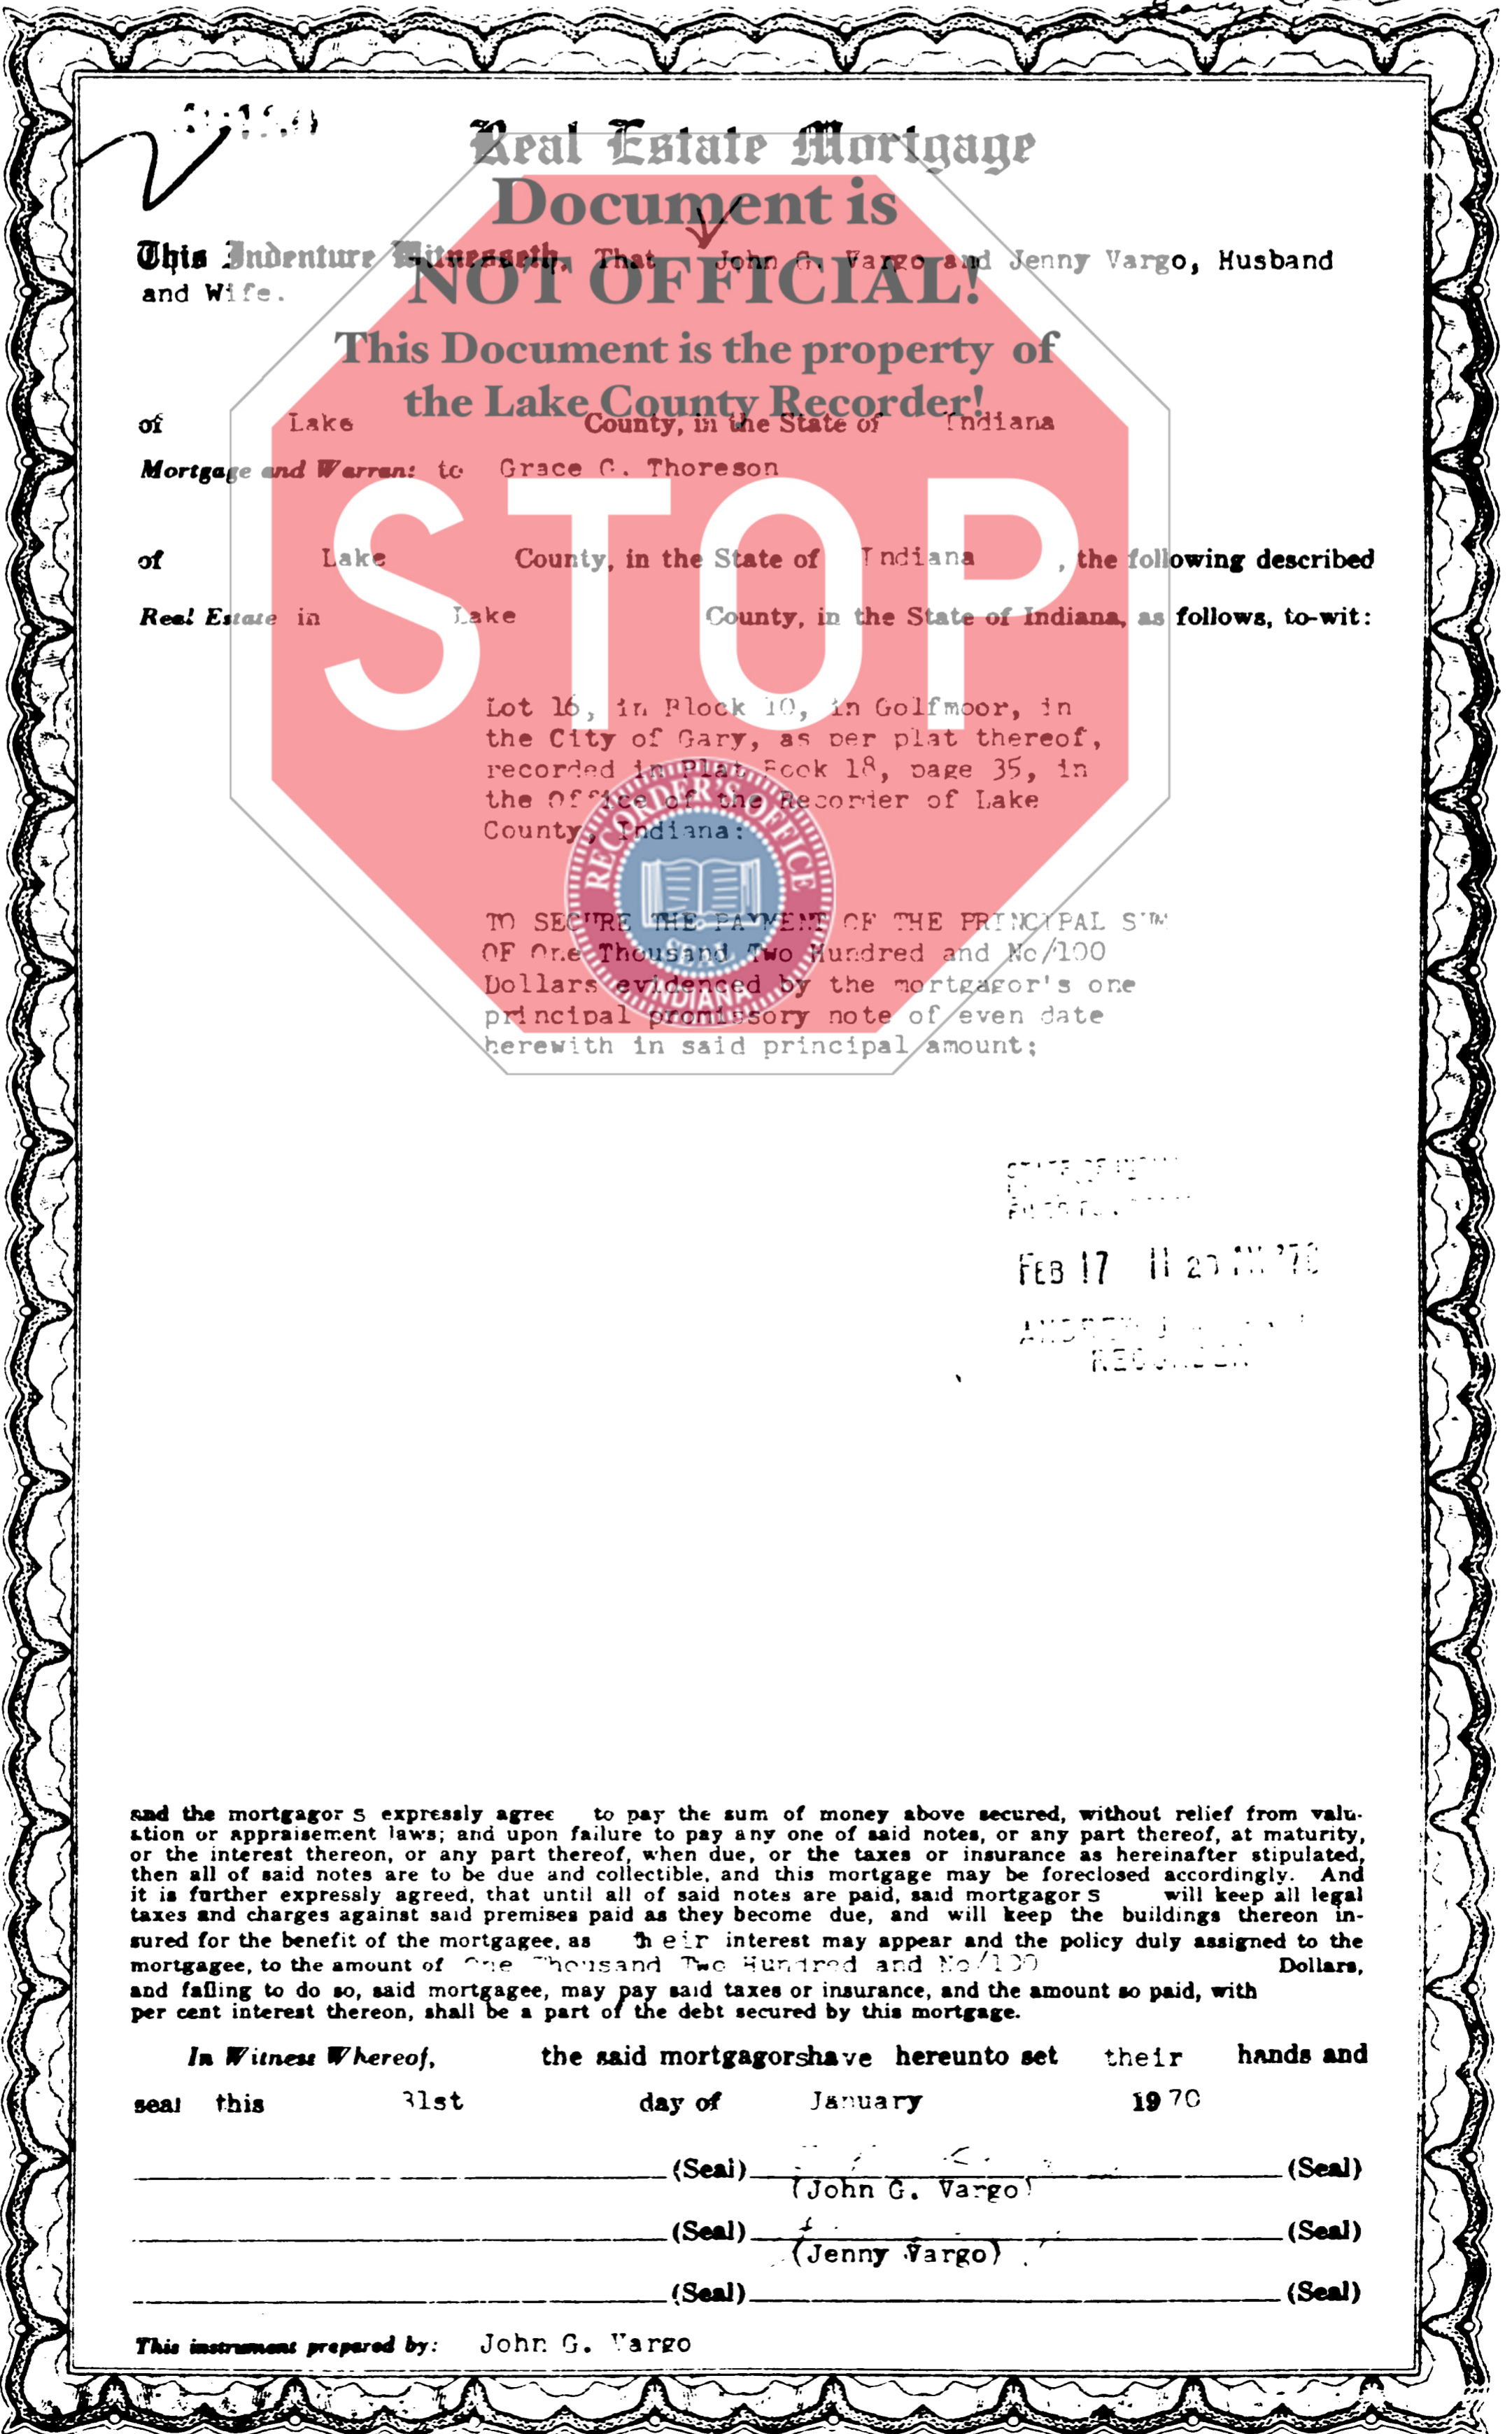 Real Estate Mortgage
Document is
NOT OFFICIAL!
This Document is the property of
the Lake County Recorder!
This Indenture Witnesseth, That John G. Vargo and Jenny Vargo, Husband
and Wife.
of Lake County, in the State of Indiana
Mortgage and Warrant to Grace G. Thoreson
of Lake County, in the State of Indiana , the following described
Real Estate in Lake County, in the State of Indiana, as follows, to-wit:
STOP
Lot 16, in Block 10, in Golfmoor, in
the City of Gary, as per plat thereof,
recorded in Plat Book 18, page 35, in
the Office of the Recorder of Lake
County, Indiana:
RECORDER'S OFFICE
SEAL
INDIANA
TO SECURE THE PAYMENT OF THE PRINCIPAL SUM
OF One Thousand Two Hundred and No/100
Dollars evidenced by the mortgagor's one
principal promissory note of even date
herewith in said principal amount;
STATE OF
FEB 17 11 AM '70
RECORDER
and the mortgagor s expressly agree to pay the sum of money above secured, without relief from valu-
ation or appraisement laws; and upon failure to pay any one of said notes, or any part thereof, at maturity,
or the interest thereon, or any part thereof, when due, or the taxes or insurance as hereinafter stipulated,
then all of said notes are to be due and collectible, and this mortgage may be foreclosed accordingly. And
it is further expressly agreed, that until all of said notes are paid, said mortgagor s will keep all legal
taxes and charges against said premises paid as they become due, and will keep the buildings thereon in-
sured for the benefit of the mortgagee, as their interest may appear and the policy duly assigned to the
mortgagee, to the amount of One Thousand Two Hundred and No/100 Dollars,
and failing to do so, said mortgagee, may pay said taxes or insurance, and the amount so paid, with
per cent interest thereon, shall be a part of the debt secured by this mortgage.
In Witness Whereof, the said mortgagors have hereunto set their hands and
seal this 31st day of January 1970
(Seal) (Seal)
(John G. Vargo)
(Seal) (Seal)
(Jenny Vargo)
(Seal) (Seal)
This instrument prepared by: John G. Vargo